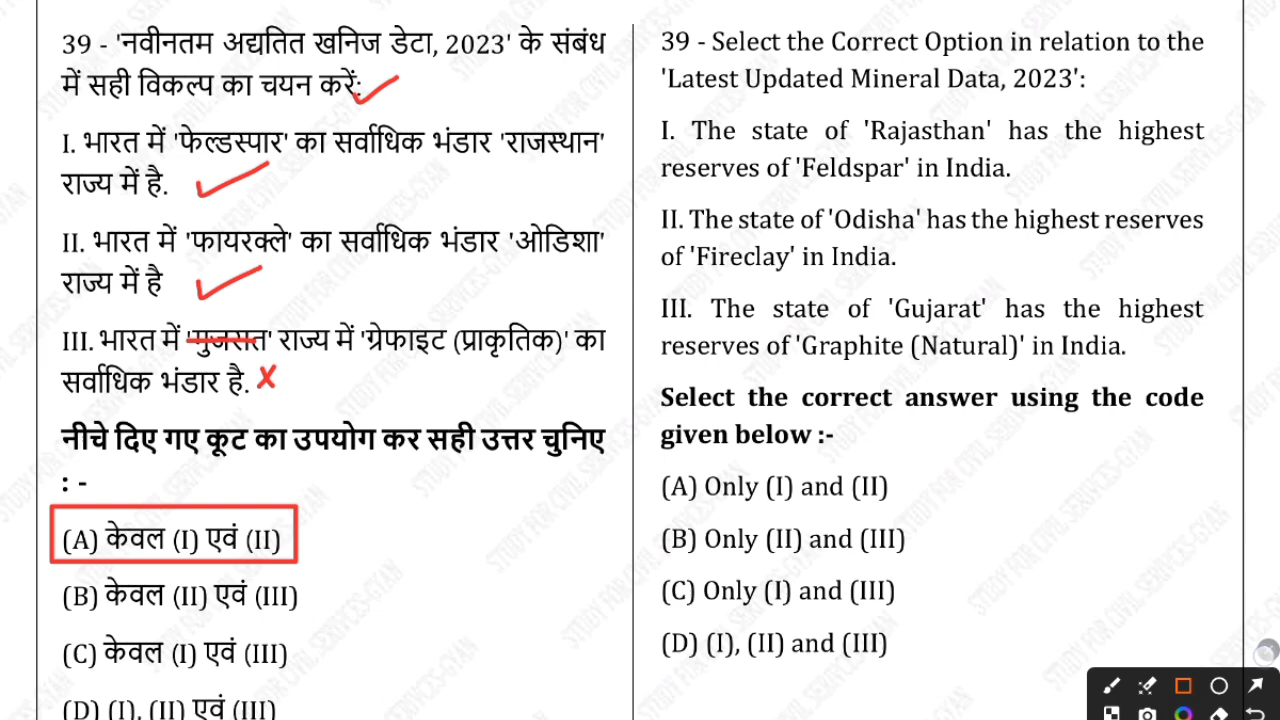 39 - 'नवीनतम अद्यतित खनिज डेटा, 2023' के संबंध
में सही विकल्प का चयन करें:
I. भारत में 'फेल्डस्पार' का सर्वाधिक भंडार 'राजस्थान'
राज्य में है.
II. भारत में 'फायरक्ले' का सर्वाधिक भंडार 'ओडिशा'
राज्य में है
III. भारत में 'गुजरात' राज्य में 'ग्रेफाइट (प्राकृतिक)' का
सर्वाधिक भंडार है.
नीचे दिए गए कूट का उपयोग कर सही उत्तर चुनिए
: -
(A) केवल (I) एवं (II)
(B) केवल (II) एवं (III)
(C) केवल (I) एवं (III)
(D) (I), (II) एवं (III)
39 - Select the Correct Option in relation to the
'Latest Updated Mineral Data, 2023':
I. The state of 'Rajasthan' has the highest
reserves of 'Feldspar' in India.
II. The state of 'Odisha' has the highest reserves
of 'Fireclay' in India.
III. The state of 'Gujarat' has the highest
reserves of 'Graphite (Natural)' in India.
Select the correct answer using the code
given below :-
(A) Only (I) and (II)
(B) Only (II) and (III)
(C) Only (I) and (III)
(D) (I), (II) and (III)
STUDY FOR CIVIL SERVICES-GYAN